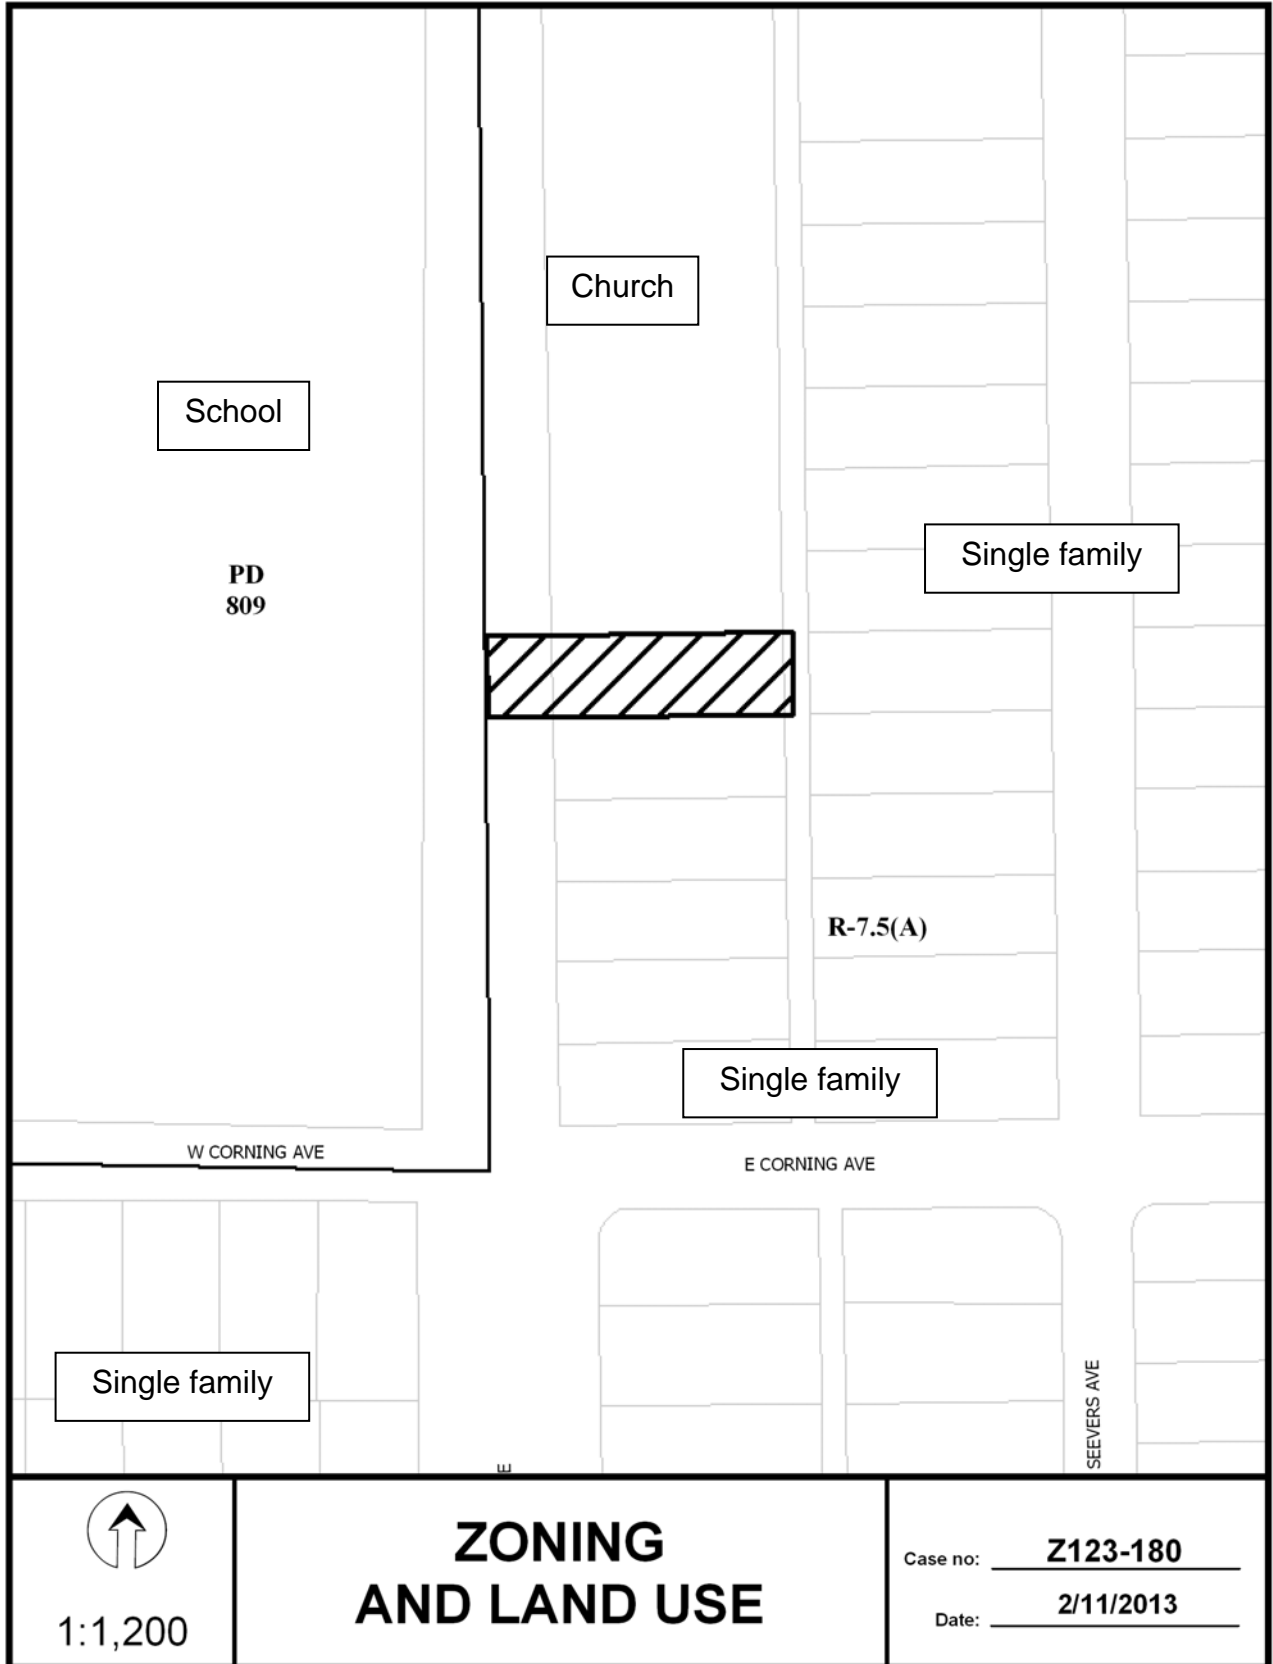 Church
School
Single family
PD
809
R-7.5(A)
Single family
W CORNING AVE
E CORNING AVE
Single family
SEEVERS AVE
E
1:1,200
ZONING
AND LAND USE
Case no: Z123-180
Date: 2/11/2013